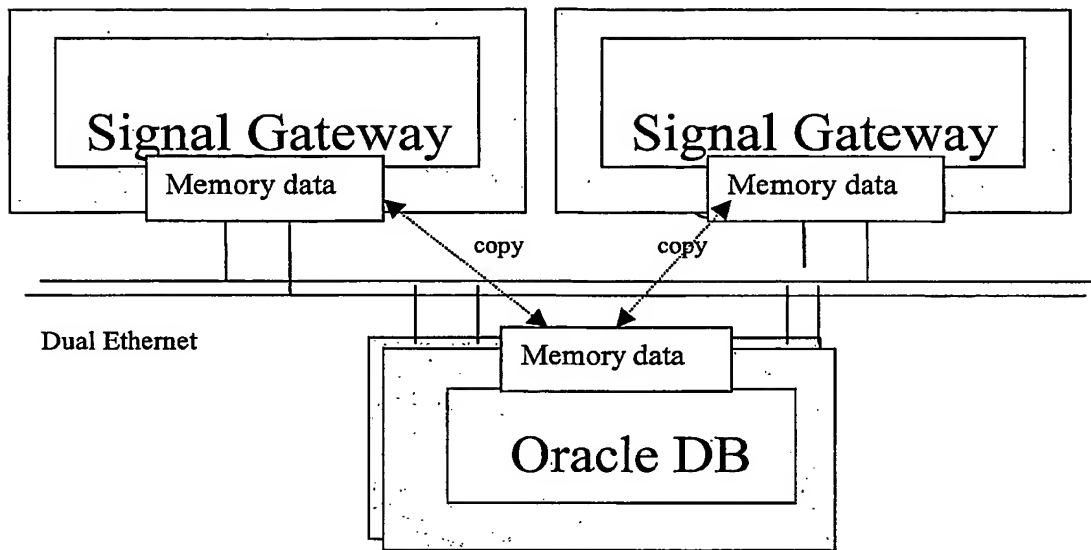 Signal Gateway
Memory data
Signal Gateway
Memory data
copy
copy
Dual Ethernet
Memory data
Oracle DB